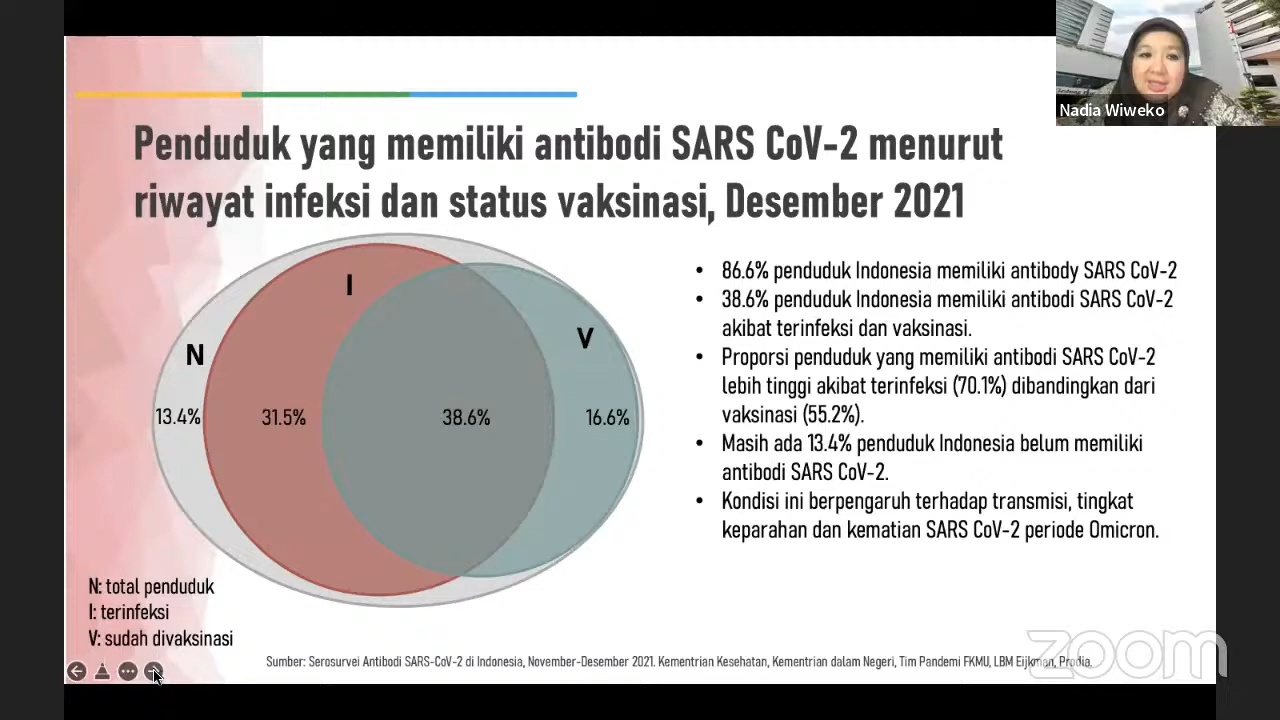 Nadia Wiweko
Penduduk yang memiliki antibodi SARS CoV-2 menurut
riwayat infeksi dan status vaksinasi, Desember 2021
I
V
N
13.4%
31.5%
38.6%
16.6%
• 86.6% penduduk Indonesia memiliki antibody SARS CoV-2
• 38.6% penduduk Indonesia memiliki antibodi SARS CoV-2
akibat terinfeksi dan vaksinasi.
• Proporsi penduduk yang memiliki antibodi SARS CoV-2
lebih tinggi akibat terinfeksi (70.1%) dibandingkan dari
vaksinasi (55.2%).
• Masih ada 13.4% penduduk Indonesia belum memiliki
antibodi SARS CoV-2.
• Kondisi ini berpengaruh terhadap transmisi, tingkat
keparahan dan kematian SARS CoV-2 periode Omicron.
N: total penduduk
I: terinfeksi
V: sudah divaksinasi
Sumber: Serosurvei Antibodi SARS-CoV-2 di Indonesia, November-Desember 2021. Kementrian Kesehatan, Kementrian dalam Negeri, Tim Pandemi FKMU, LBM Eijkman, Prodia.
zoom